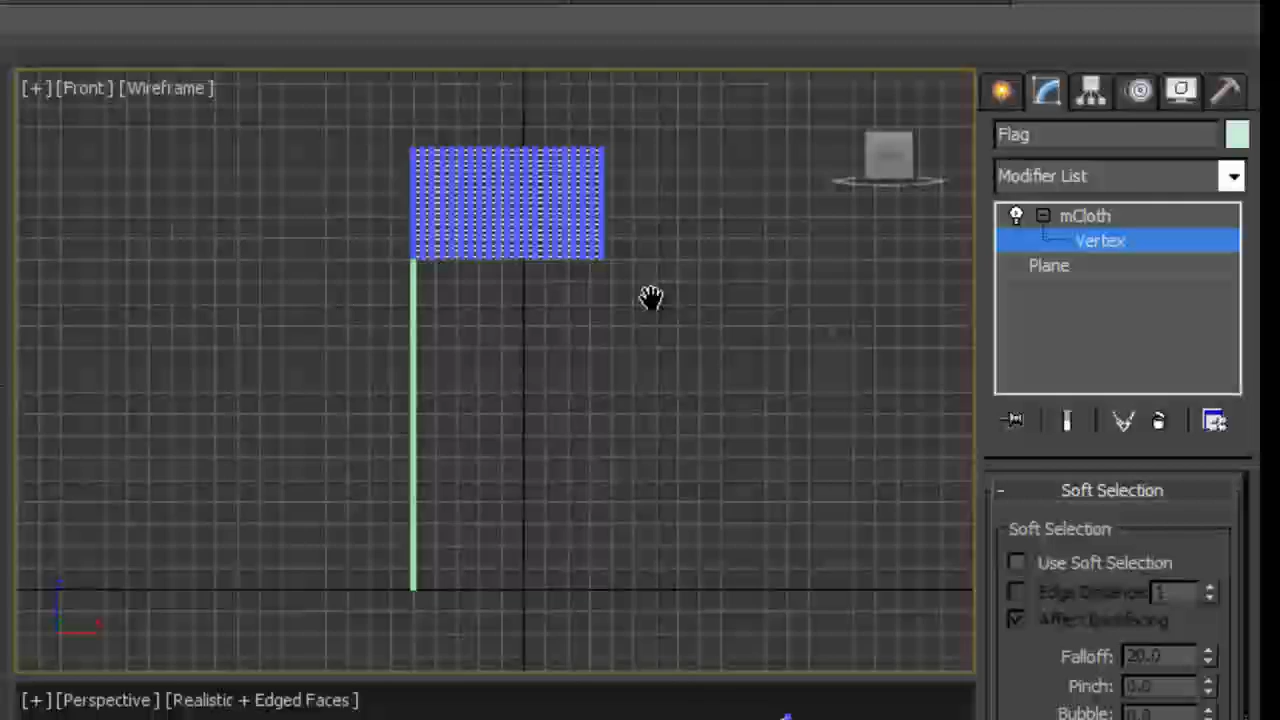 [+][Front][Wireframe]
Flag
Modifier List
mCloth
Vertex
Plane
Soft Selection
Soft Selection
Use Soft Selection
Edge Distance: 1
Affect Backfacing
Falloff: 20.0
Pinch: 0.0
Bubble: 0.0
[+][Perspective][Realistic + Edged Faces]